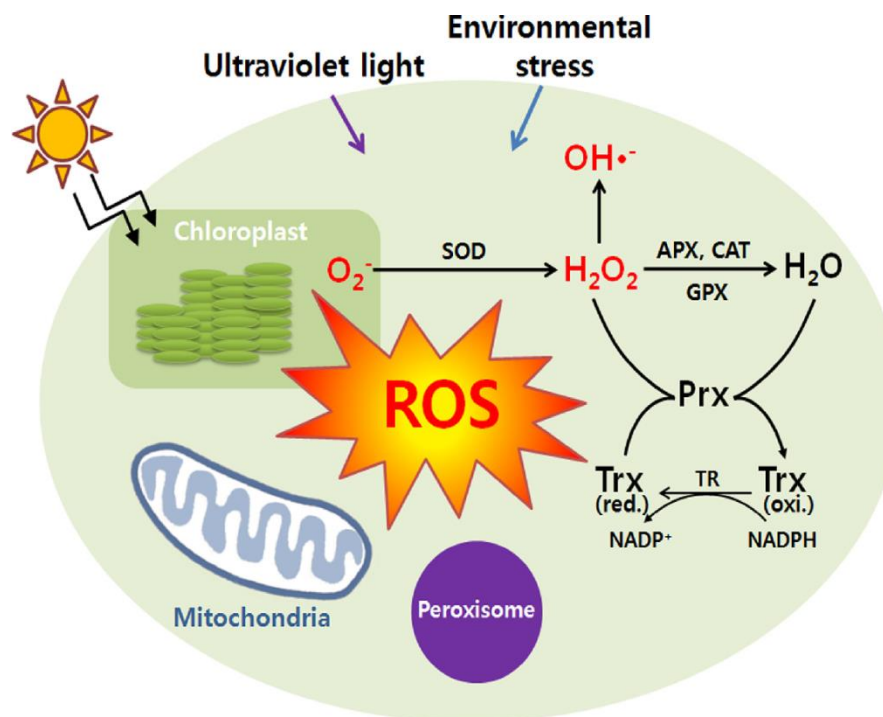 Environmental
stress
Ultraviolet light
OH•⁻
Chloroplast
O₂⁻
SOD
H₂O₂
APX, CAT
GPX
H₂O
ROS
Prx
Trx
(red.)
TR
Trx
(oxi.)
NADP⁺
NADPH
Mitochondria
Peroxisome